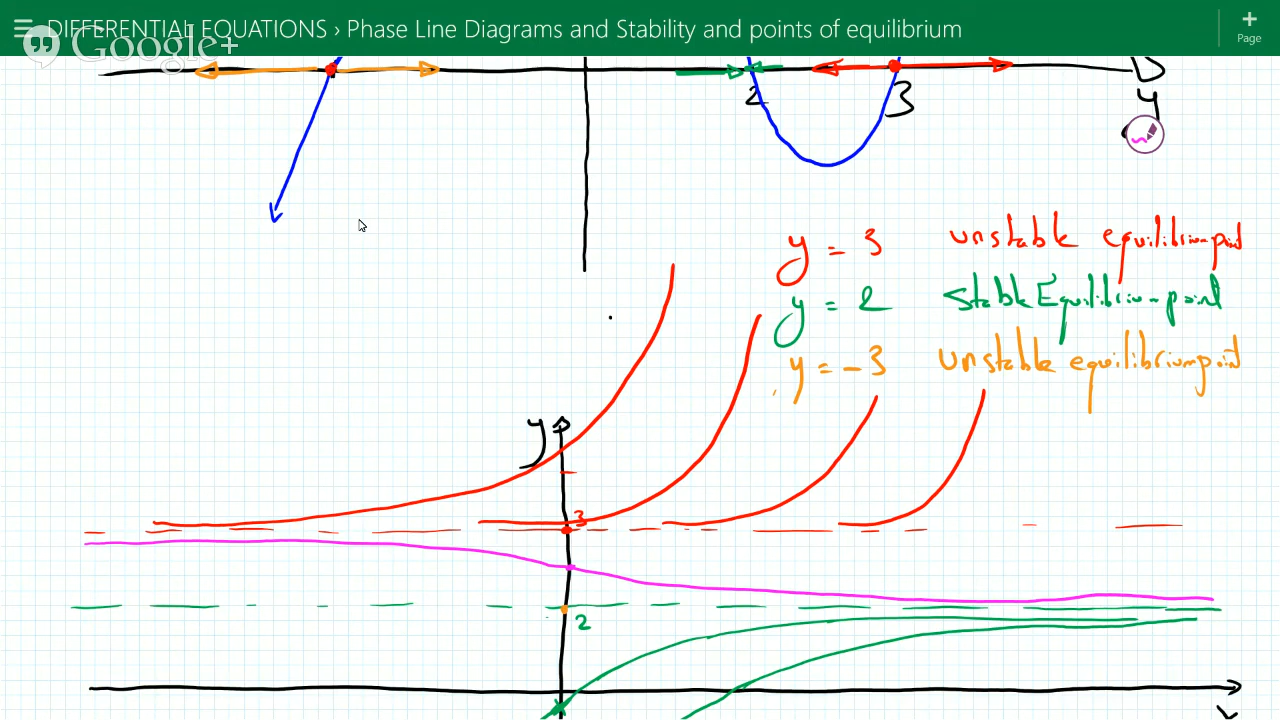 DIFFERENTIAL EQUATIONS › Phase Line Diagrams and Stability and points of equilibrium
Google+
Page
2
3
y
y = 3 unstable equilibrium point
y = 2 Stable Equilibrium point
y = -3 unstable equilibrium point
y
3
2